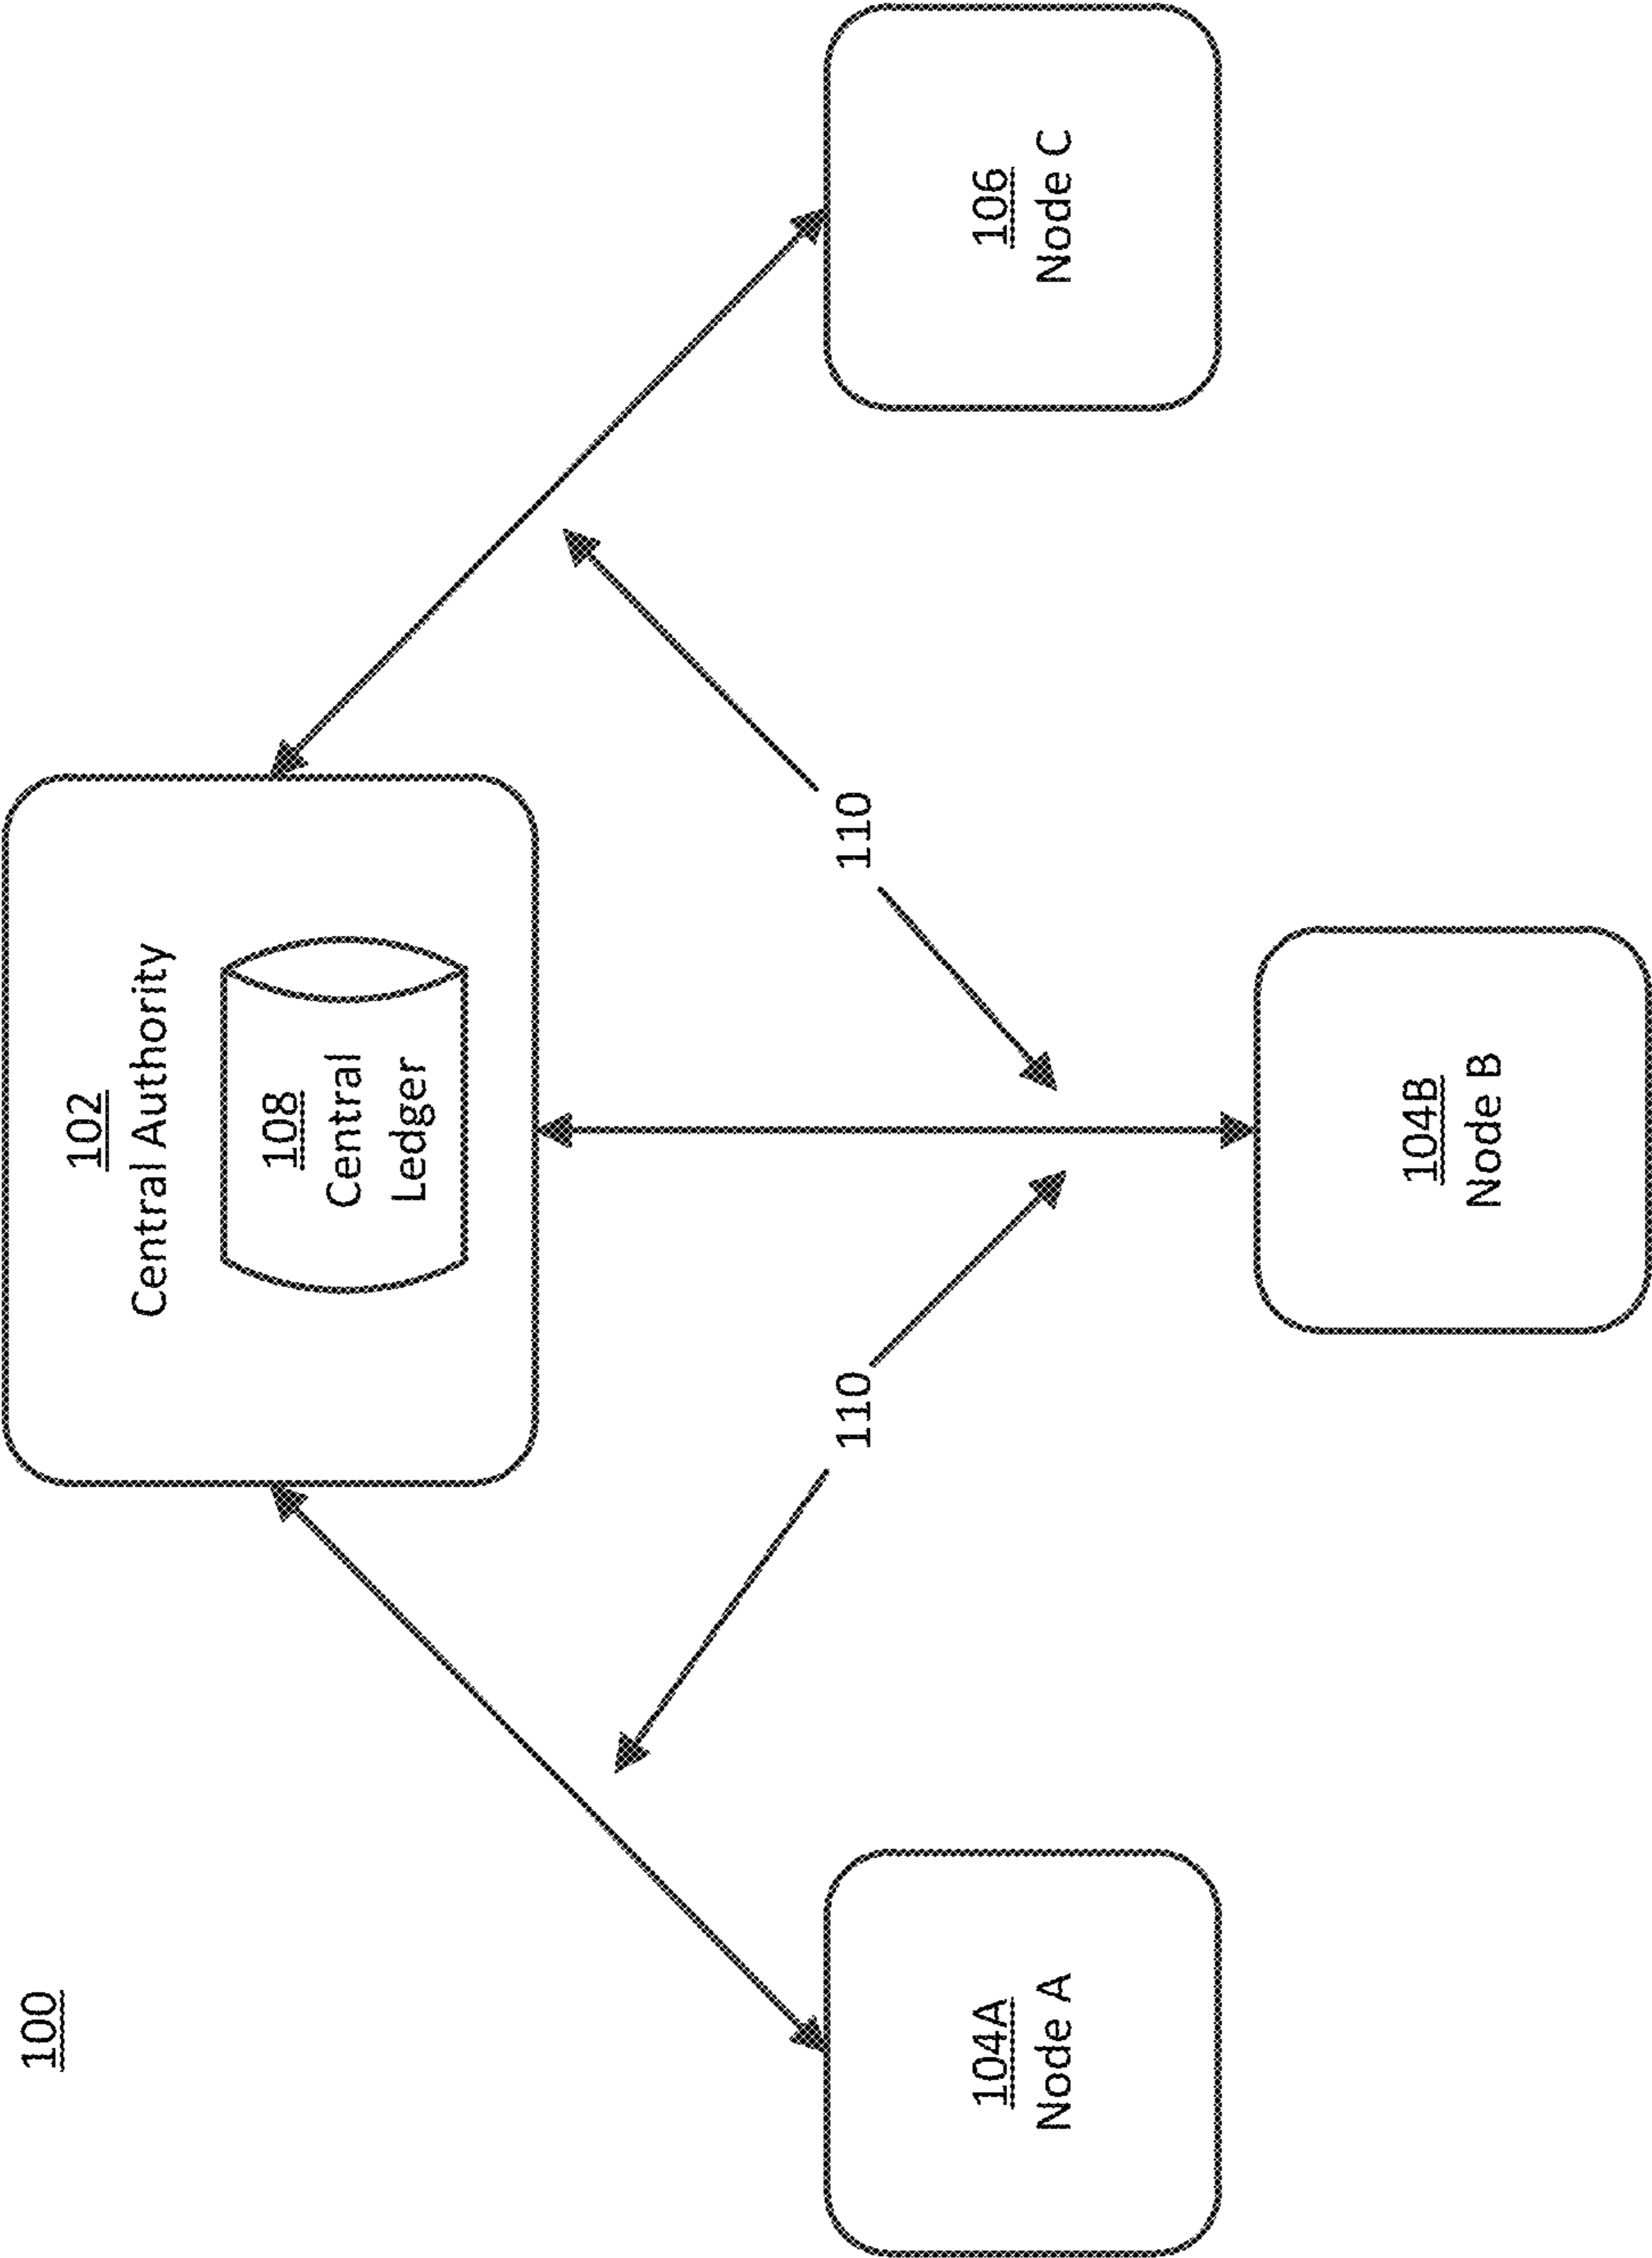 100
102
Central Authority
108
Central
Ledger
110
110
104A
Node A
104B
Node B
106
Node C